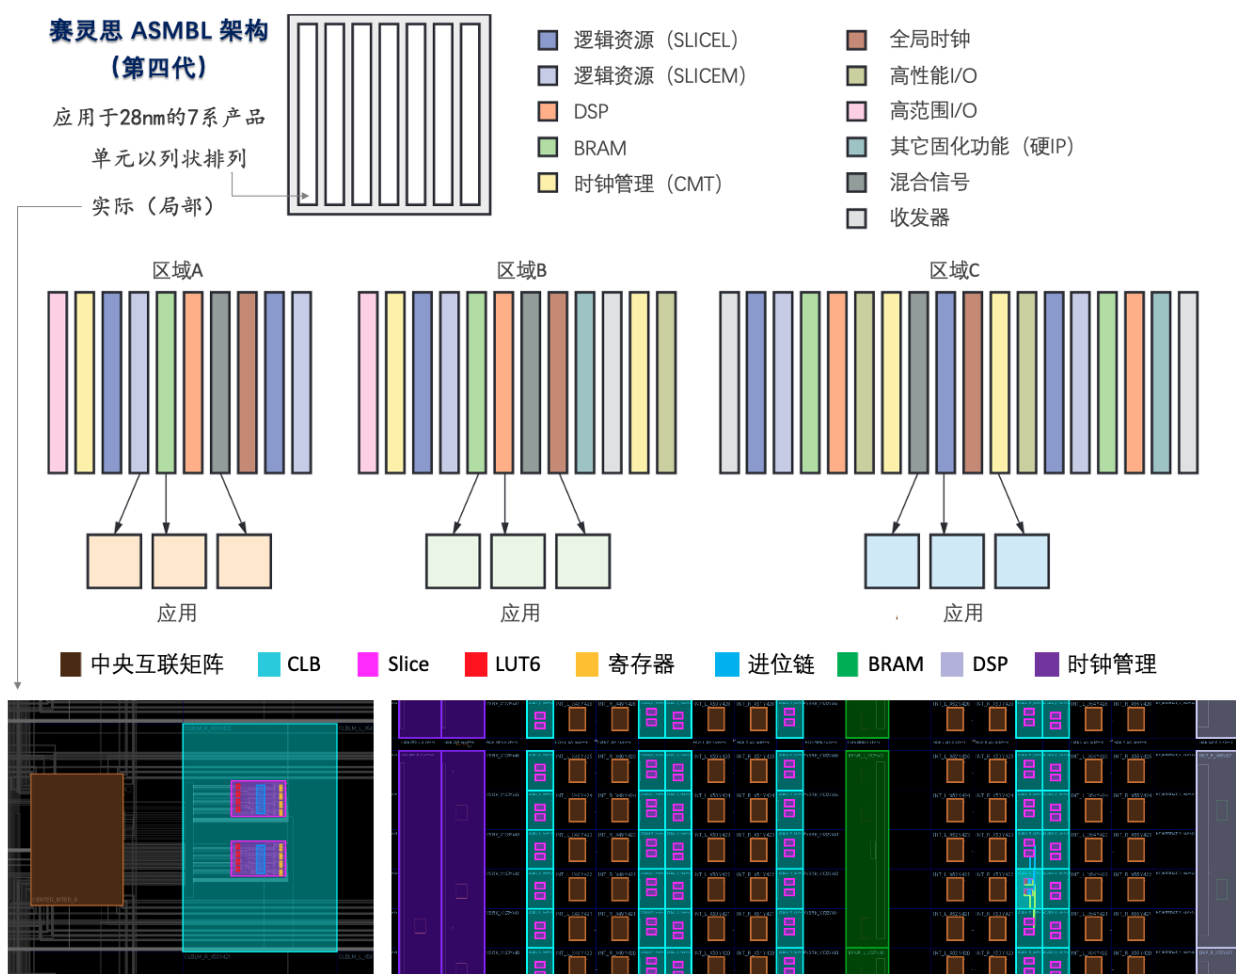 赛灵思 ASMBL 架构
（第四代）
应用于28nm的7系产品
单元以列状排列
实际（局部）
逻辑资源（SLICEL）
逻辑资源（SLICEM）
DSP
BRAM
时钟管理（CMT）
全局时钟
高性能I/O
高范围I/O
其它固化功能（硬IP）
混合信号
收发器
区域A
区域B
区域C
应用
应用
应用
中央互联矩阵
CLB
Slice
LUT6
寄存器
进位链
BRAM
DSP
时钟管理